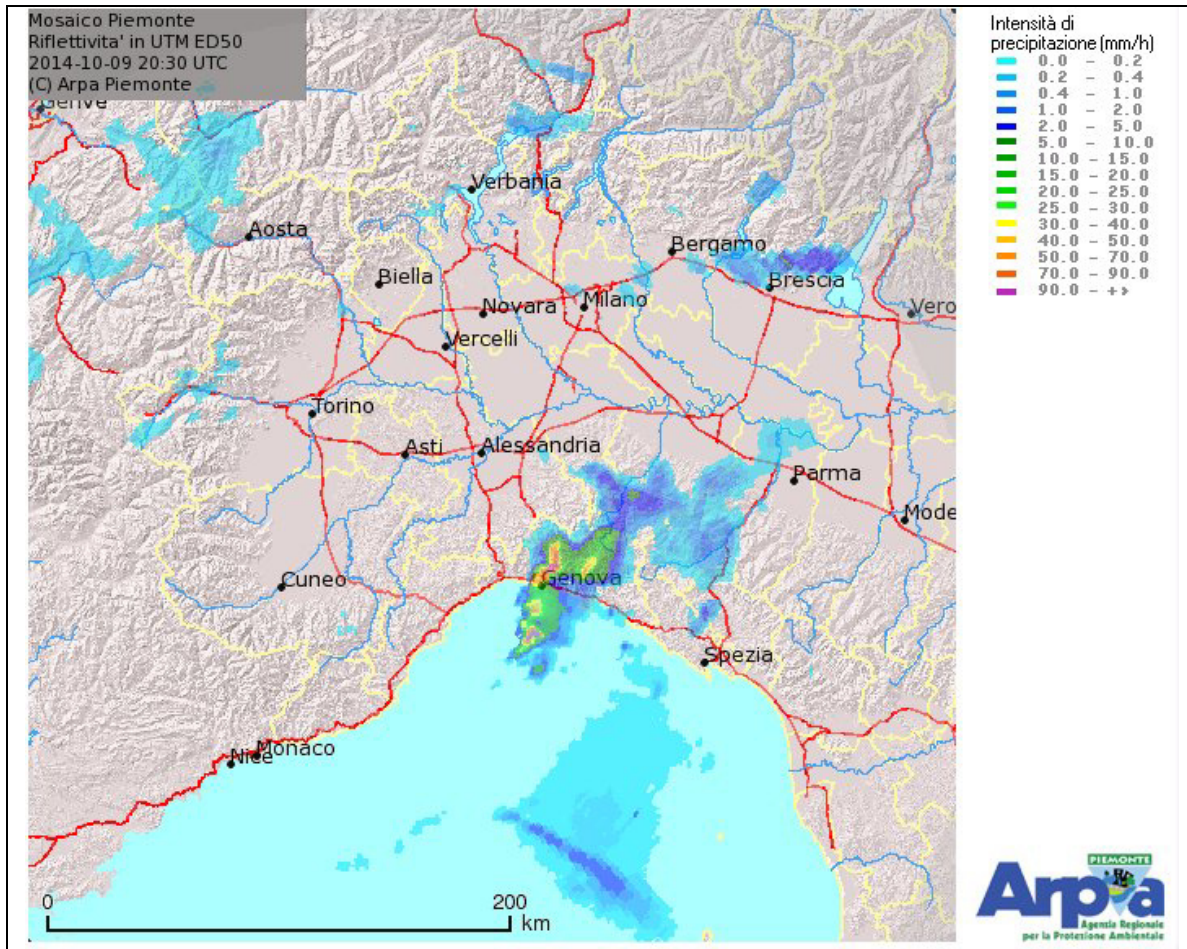 Mosaico Piemonte
Riflettivita' in UTM ED50
2014-10-09 20:30 UTC
(C) Arpa Piemonte
Intensità di
precipitazione (mm/h)
0.0 - 0.2
0.2 - 0.4
0.4 - 1.0
1.0 - 2.0
2.0 - 5.0
5.0 - 10.0
10.0 - 15.0
15.0 - 20.0
20.0 - 25.0
25.0 - 30.0
30.0 - 40.0
40.0 - 50.0
50.0 - 70.0
70.0 - 90.0
90.0 - +>
Verbania
Aosta
Bergamo
Biella
Brescia
Novara
Milano
Vero
Vercelli
Torino
Asti
Alessandria
Parma
Mode
Cuneo
Genova
Spezia
Monaco
Nice
0
200
km
PIEMONTE
Arpa
Agenzia Regionale
per la Protezione Ambientale